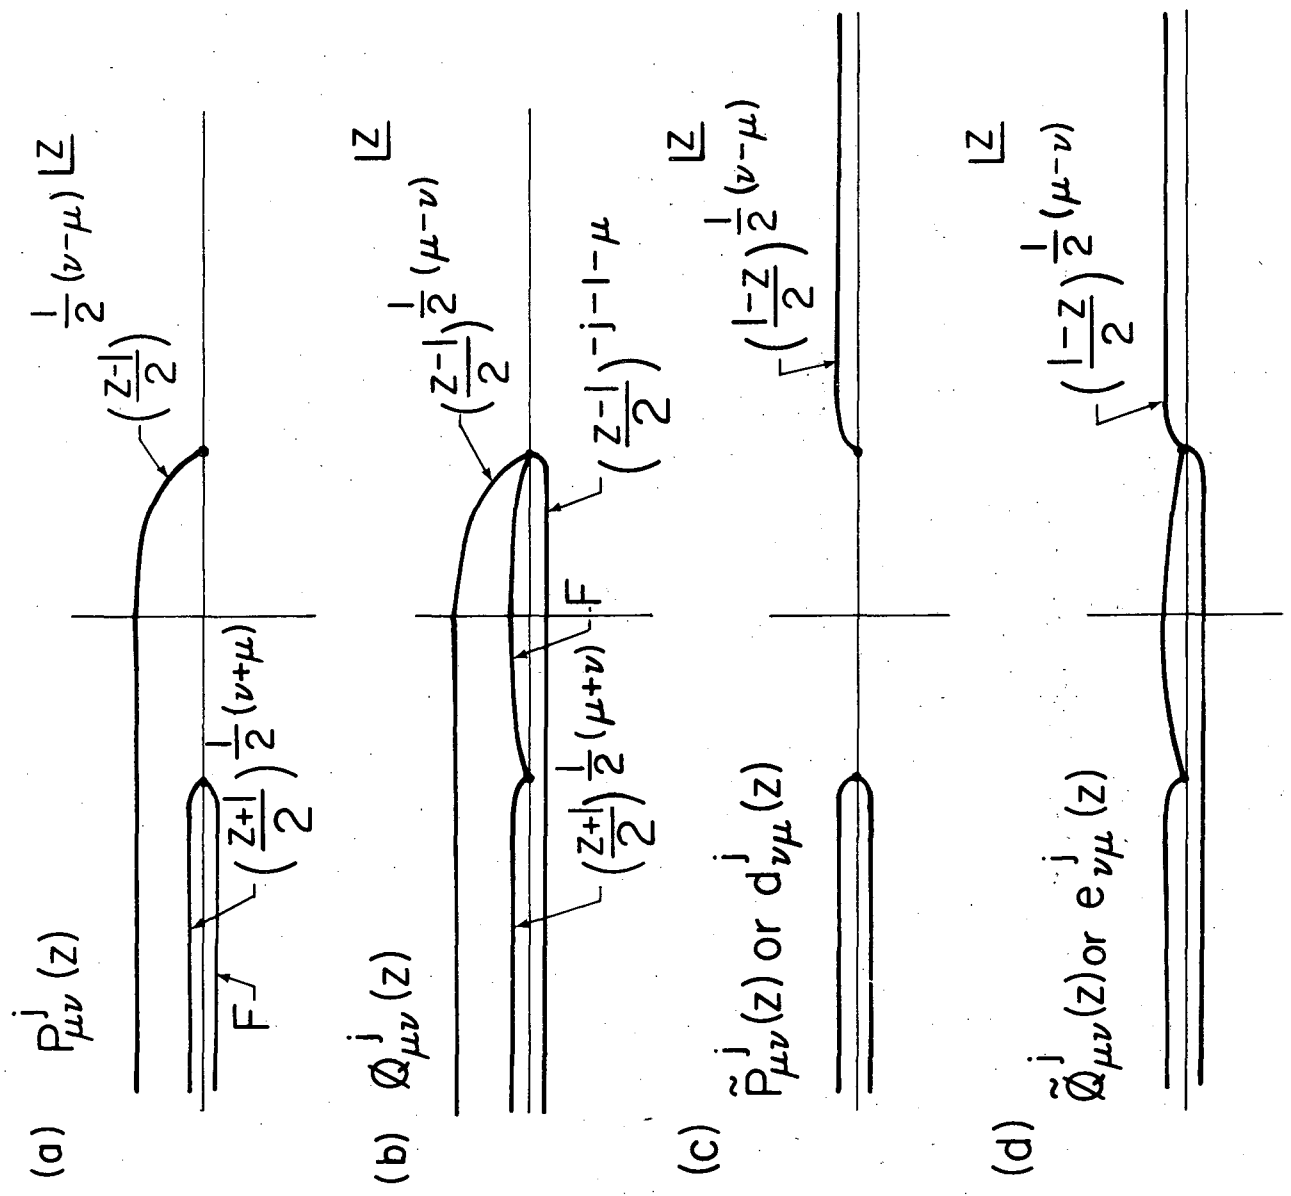 (a) P^j_{μν}(z)
((z-1)/2)^{1/2(ν-μ)}
z
((z+1)/2)^{1/2(ν+μ)}
F
(b) Q^j_{μν}(z)
((z-1)/2)^{1/2(μ-ν)}
z
((z-1)/2)^{-j-1-μ}
F
((z+1)/2)^{1/2(μ+ν)}
(c) P̃^j_{μν}(z) or d^j_{νμ}(z)
((1-z)/2)^{1/2(ν-μ)}
z
(d) Q̃^j_{μν}(z) or e^j_{νμ}(z)
((1-z)/2)^{1/2(μ-ν)}
z